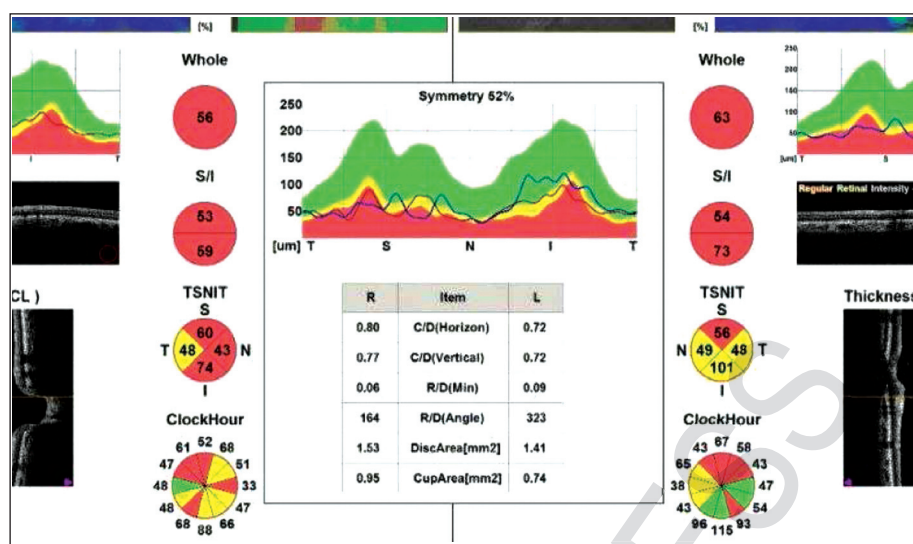 [%]
[%]
Whole
56
S/I
53
59
TSNIT
S
60
T 48 43 N
74
I
ClockHour
61 52 68
47 51
48 33
48 47
68 88 66
I T
CL )
Symmetry 52%
250
200
150
100
50
[um] T S N I T
R Item L
0.80 C/D(Horizon) 0.72
0.77 C/D(Vertical) 0.72
0.06 R/D(Min) 0.09
164 R/D(Angle) 323
1.53 DiscArea[mm2] 1.41
0.95 CupArea[mm2] 0.74
Whole
63
S/I
54
73
TSNIT
S
56
N 49 48 T
101
I
ClockHour
43 67 58
65 43
38 47
43 54
96 115 93
250
200
150
100
50
[um] T S
Regular Retinal Intensity
Thickness
ESS